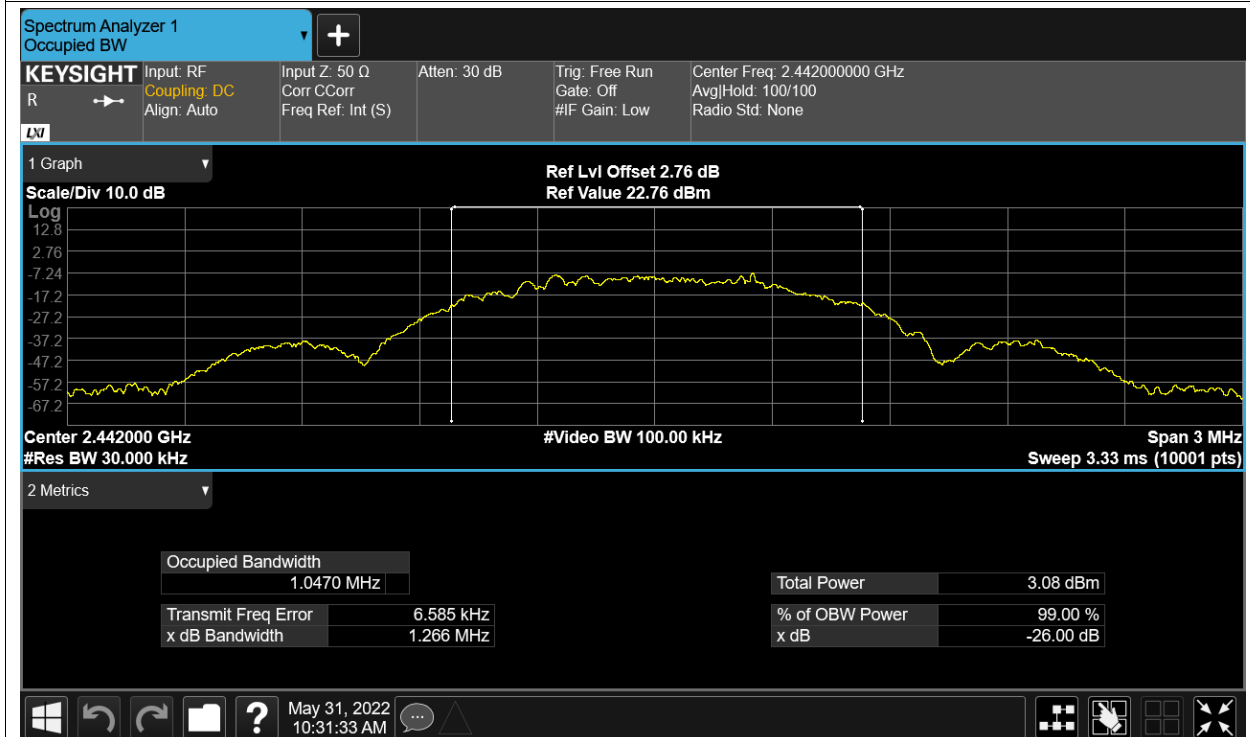 Spectrum Analyzer 1
Occupied BW
KEYSIGHT
R
LXI
Input: RF
Coupling: DC
Align: Auto
Input Z: 50 Ω
Corr CCorr
Freq Ref: Int (S)
Atten: 30 dB
Trig: Free Run
Gate: Off
#IF Gain: Low
Center Freq: 2.442000000 GHz
Avg|Hold: 100/100
Radio Std: None
1 Graph
Scale/Div 10.0 dB
Ref Lvl Offset 2.76 dB
Ref Value 22.76 dBm
Log
12.8
2.76
-7.24
-17.2
-27.2
-37.2
-47.2
-57.2
-67.2
Center 2.442000 GHz
#Video BW 100.00 kHz
Span 3 MHz
#Res BW 30.000 kHz
Sweep 3.33 ms (10001 pts)
2 Metrics
Occupied Bandwidth
1.0470 MHz
Transmit Freq Error 6.585 kHz
x dB Bandwidth 1.266 MHz
Total Power 3.08 dBm
% of OBW Power 99.00 %
x dB -26.00 dB
?
May 31, 2022
10:31:33 AM